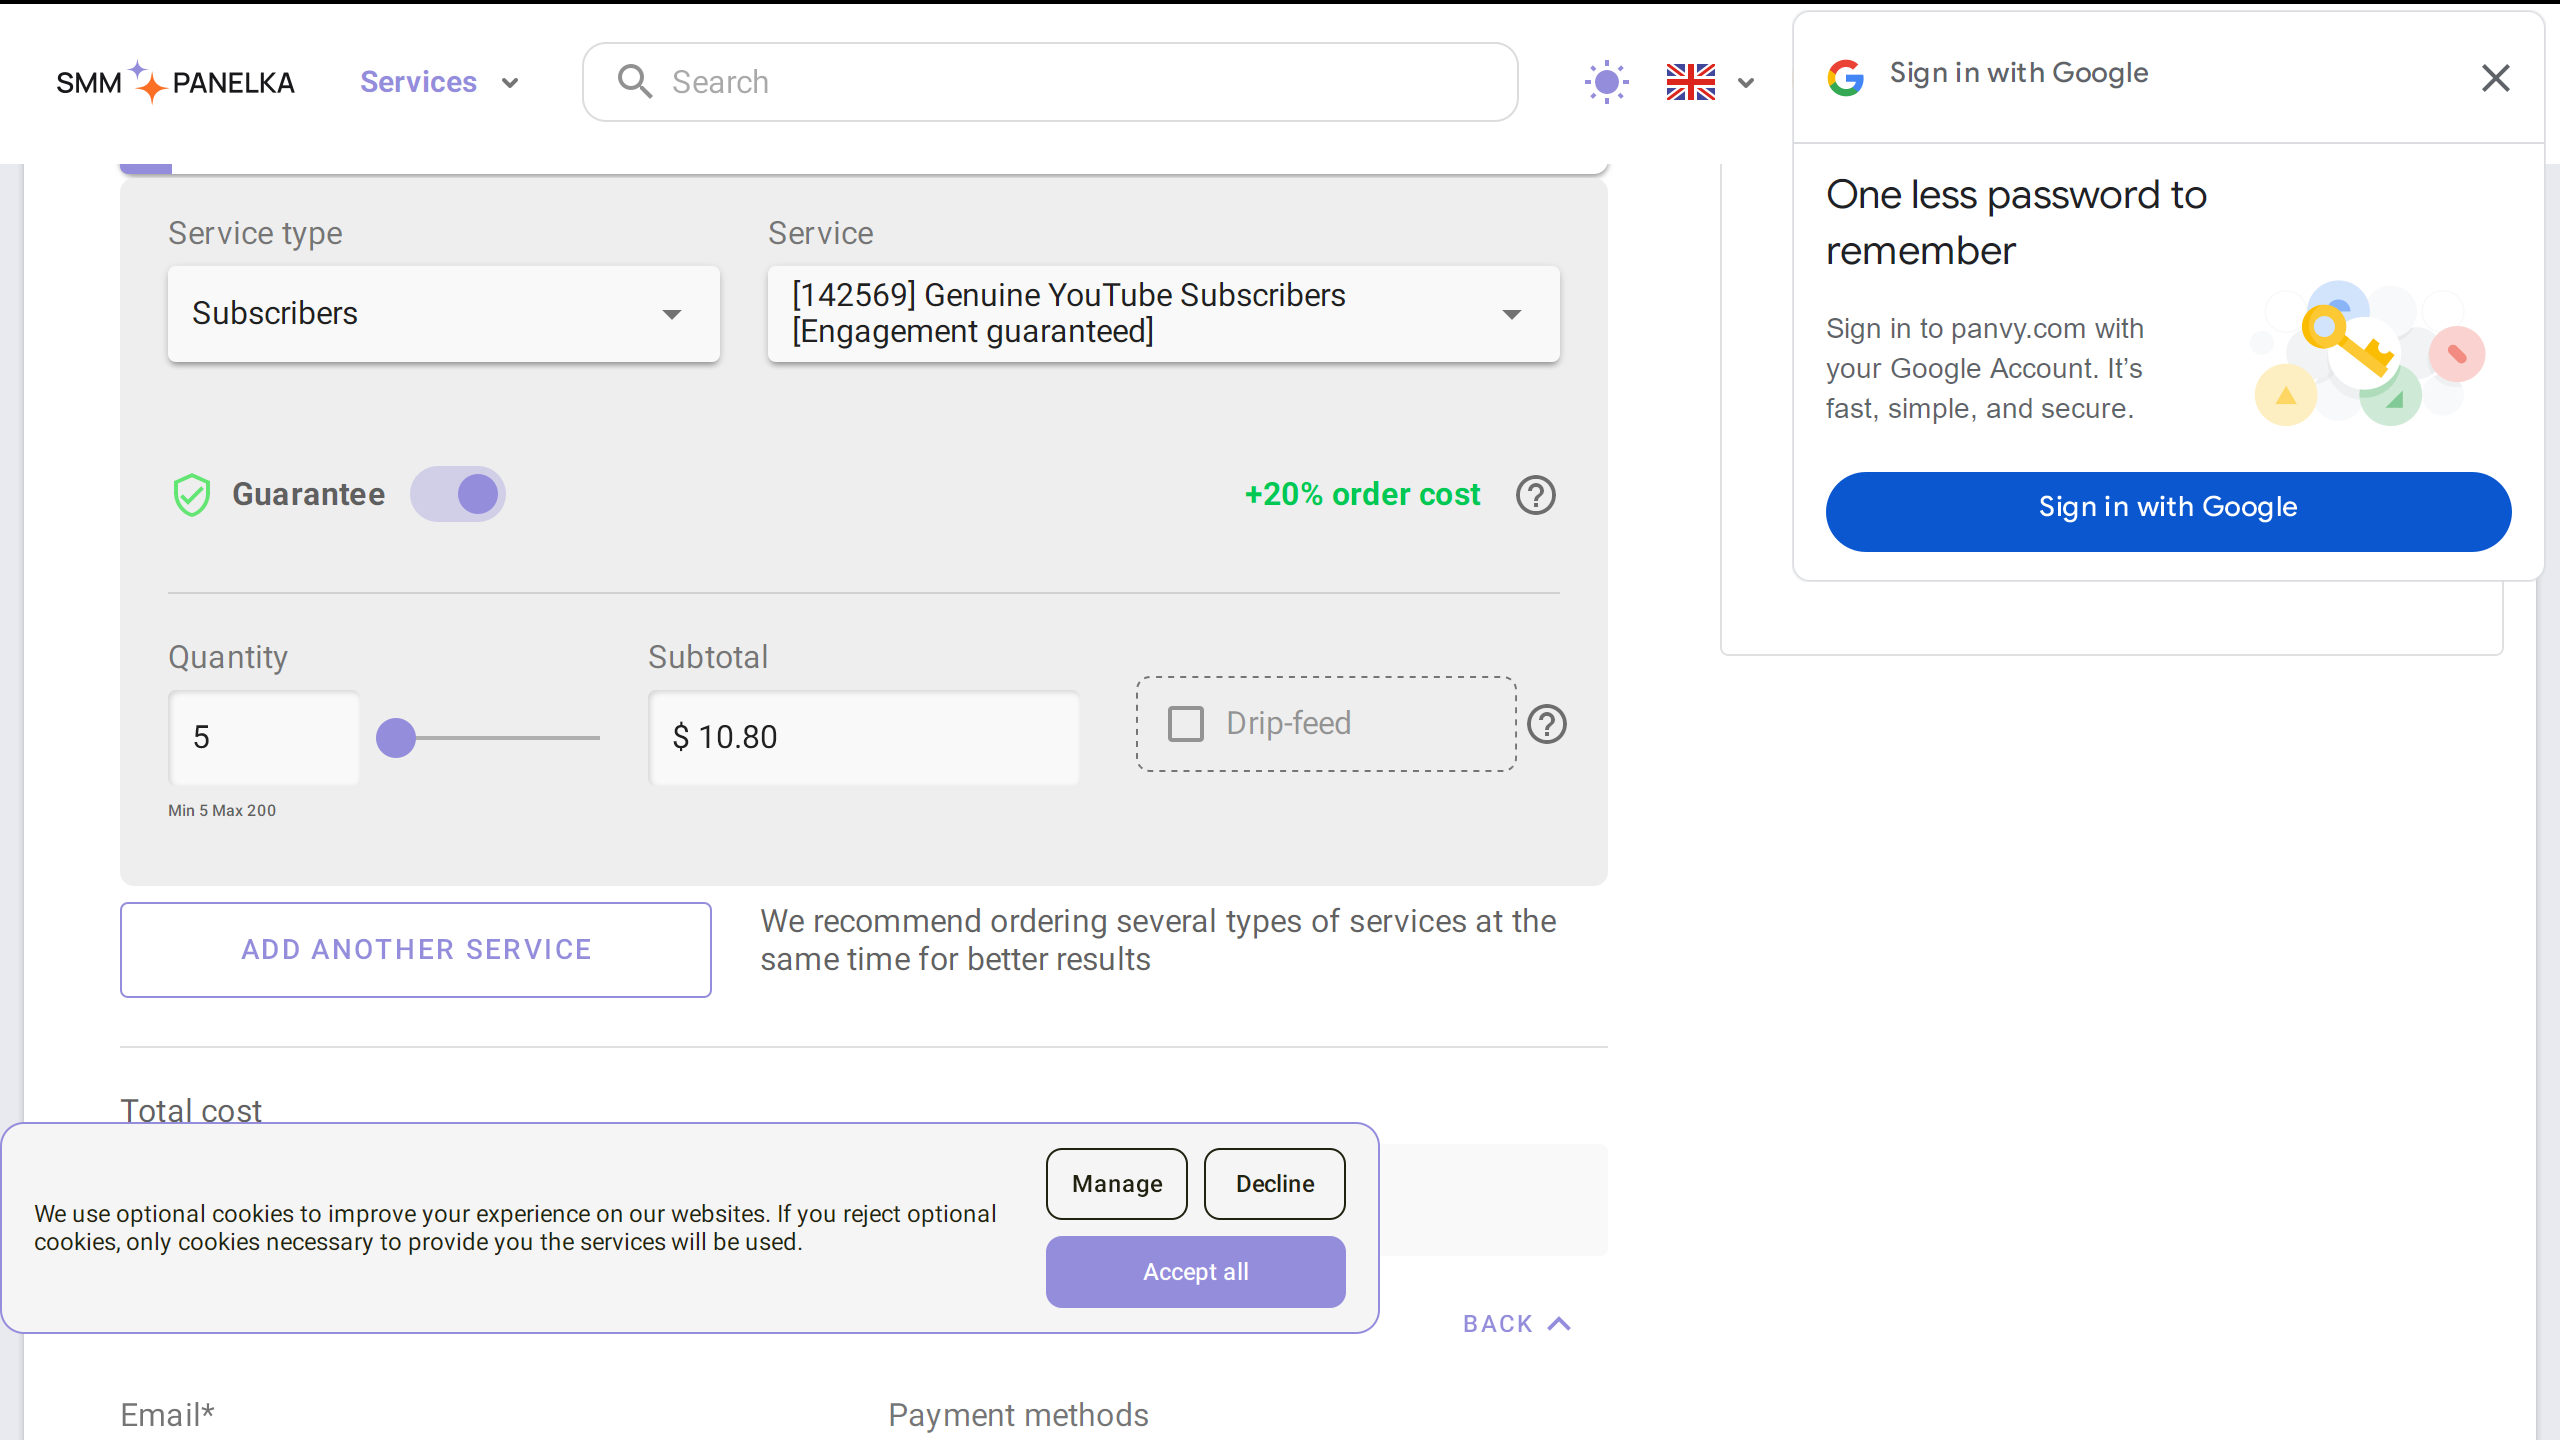 SMM PANELKA
Services
Search
Sign in with Google
One less password to
remember
Sign in to panvy.com with
your Google Account. It’s
fast, simple, and secure.
Sign in with Google
Service type
Service
Subscribers
[142569] Genuine YouTube Subscribers
[Engagement guaranteed]
Guarantee
+20% order cost
Quantity
Subtotal
5
$ 10.80
Drip-feed
Min 5 Max 200
ADD ANOTHER SERVICE
We recommend ordering several types of services at the
same time for better results
Total cost
We use optional cookies to improve your experience on our websites. If you reject optional
cookies, only cookies necessary to provide you the services will be used.
Manage
Decline
Accept all
BACK
Email*
Payment methods